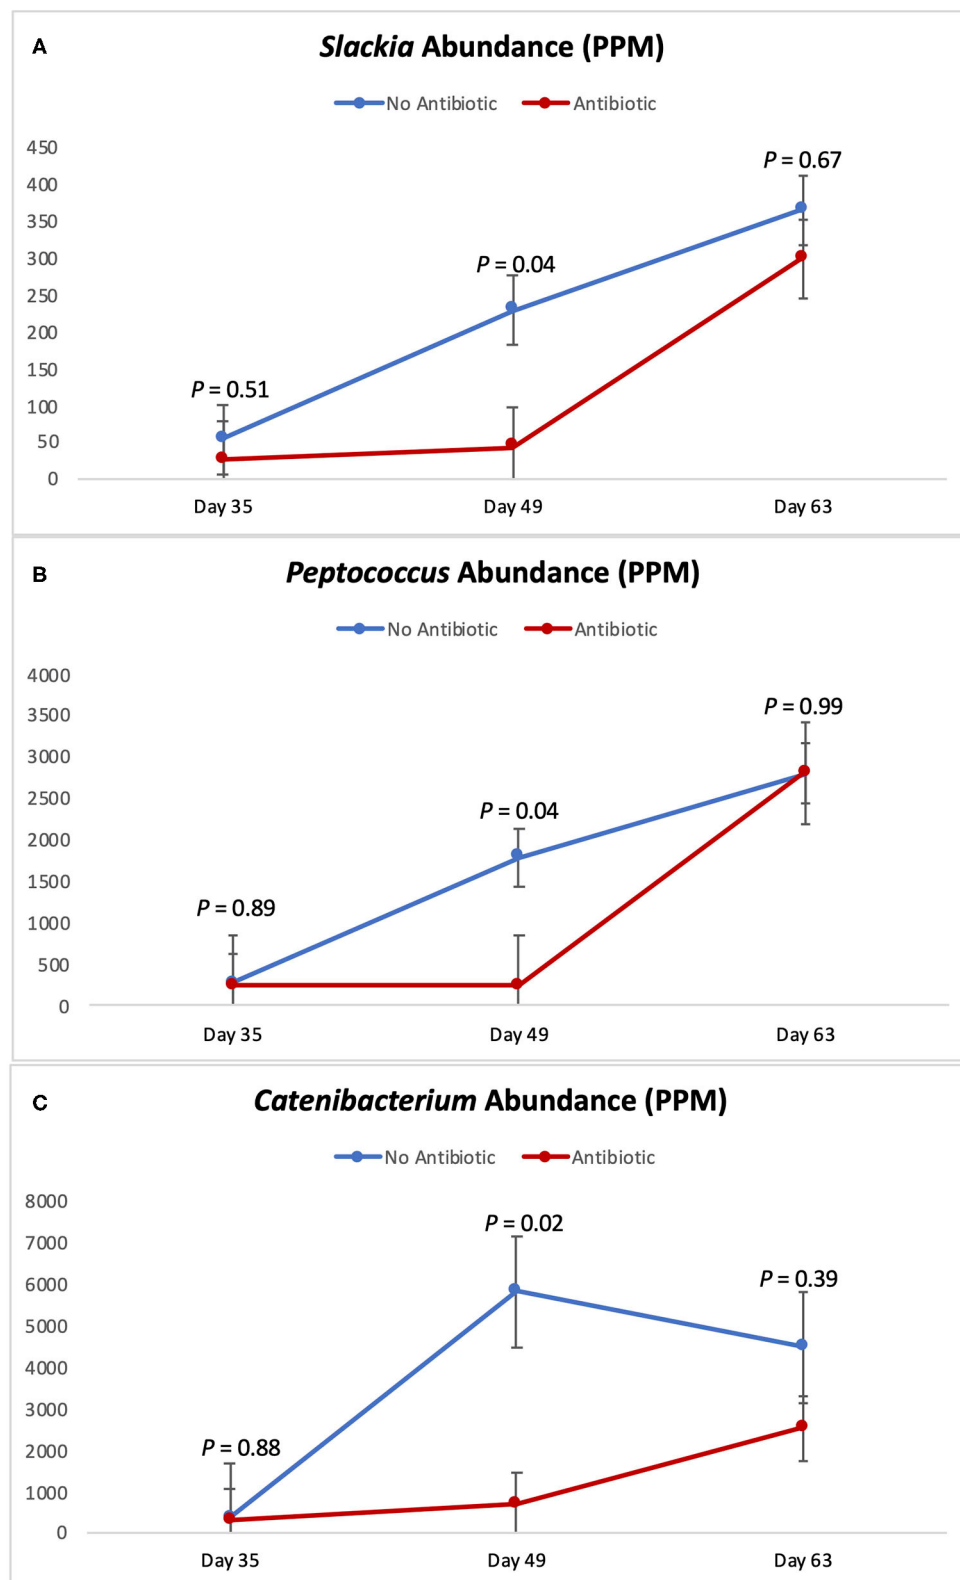 A
Slackia Abundance (PPM)
No Antibiotic Antibiotic
450
400
350
300
250
200
150
100
50
0
P = 0.51
P = 0.04
P = 0.67
Day 35 Day 49 Day 63
B
Peptococcus Abundance (PPM)
No Antibiotic Antibiotic
4000
3500
3000
2500
2000
1500
1000
500
0
P = 0.89
P = 0.04
P = 0.99
Day 35 Day 49 Day 63
C
Catenibacterium Abundance (PPM)
No Antibiotic Antibiotic
8000
7000
6000
5000
4000
3000
2000
1000
0
P = 0.88
P = 0.02
P = 0.39
Day 35 Day 49 Day 63